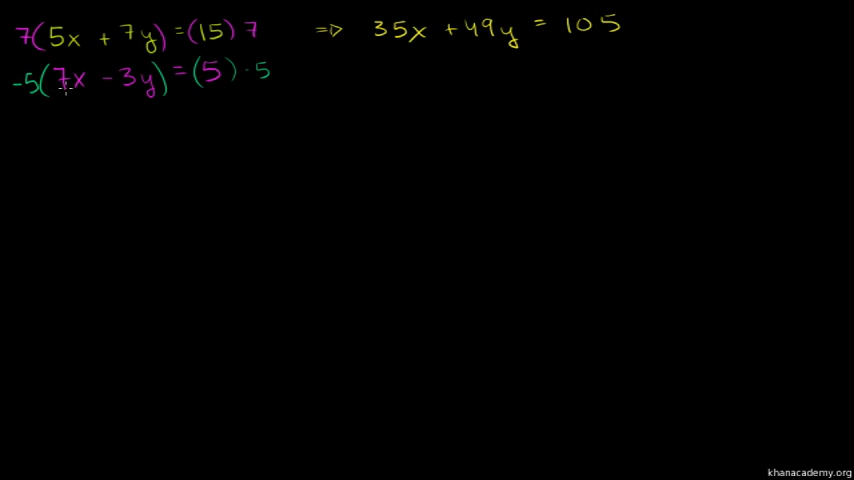 7(5x + 7y) = (15) 7 ⇒ 35x + 49y = 105
-5(7x - 3y) = (5) · 5
khanacademy.org